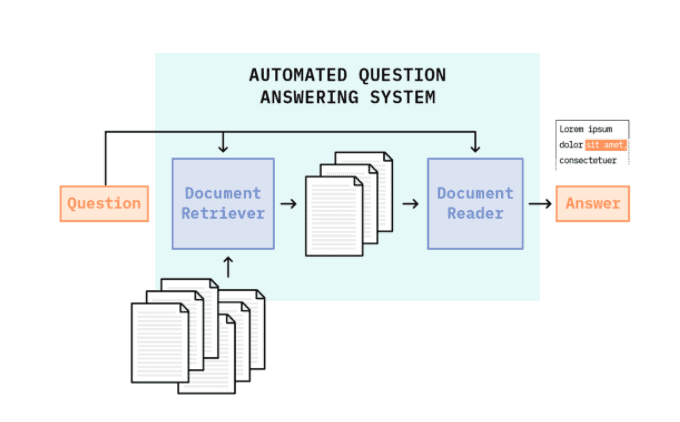 AUTOMATED QUESTION
ANSWERING SYSTEM
Lorem ipsum
dolor sit amet,
consectetuer
Question
Document
Retriever
Document
Reader
Answer